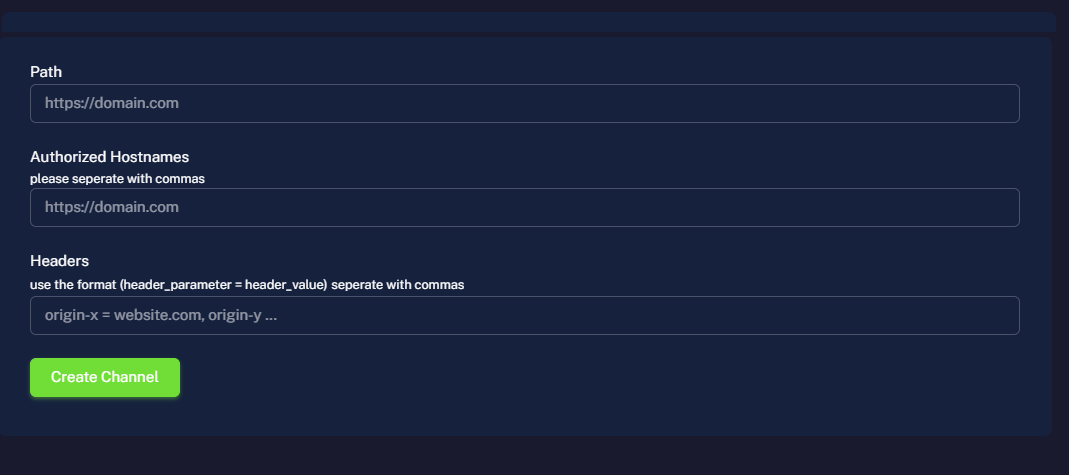 Path
https://domain.com
Authorized Hostnames
please seperate with commas
https://domain.com
Headers
use the format (header_parameter = header_value) seperate with commas
origin-x = website.com, origin-y ...
Create Channel